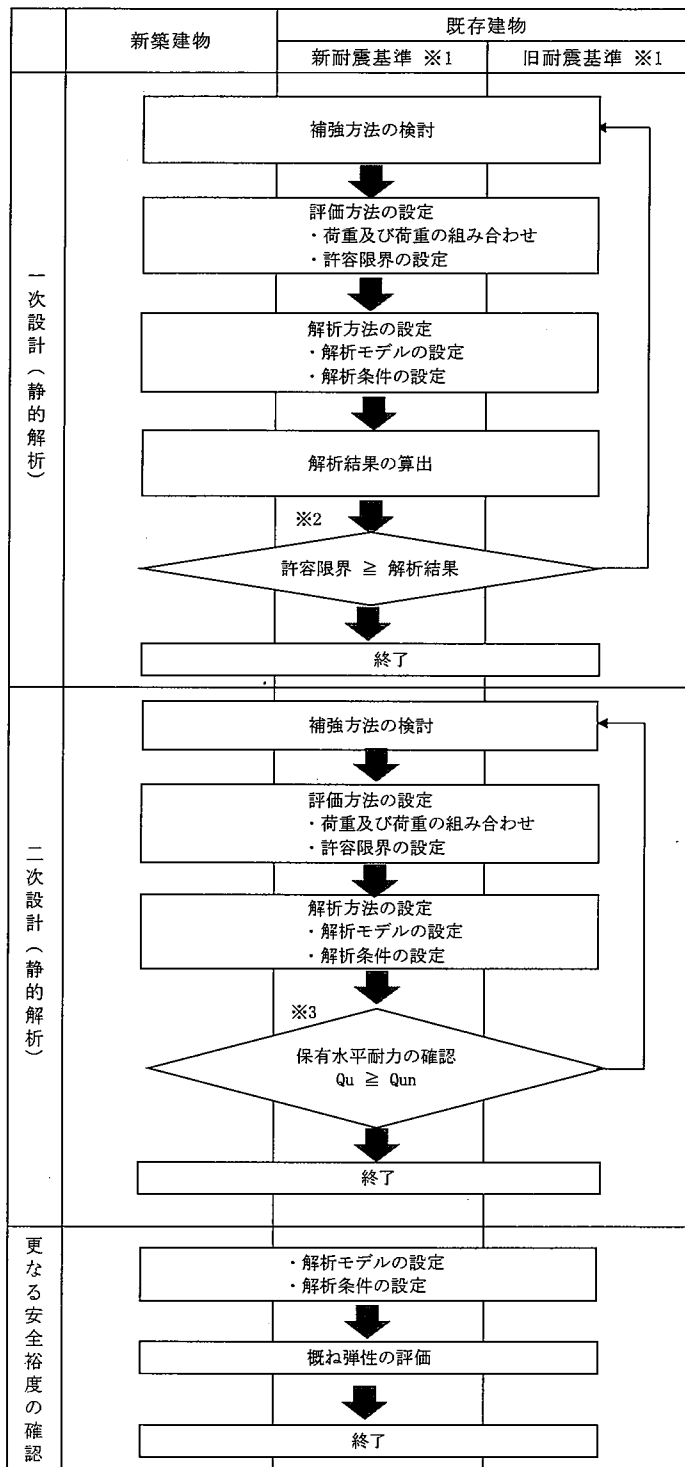 新築建物
既存建物
新耐震基準 ※1
旧耐震基準 ※1
一次設計（静的解析）
補強方法の検討
評価方法の設定
・荷重及び荷重の組み合わせ
・許容限界の設定
解析方法の設定
・解析モデルの設定
・解析条件の設定
解析結果の算出
※2
許容限界 ≧ 解析結果
終了
二次設計（静的解析）
補強方法の検討
評価方法の設定
・荷重及び荷重の組み合わせ
・許容限界の設定
解析方法の設定
・解析モデルの設定
・解析条件の設定
※3
保有水平耐力の確認
Qu ≧ Qun
終了
更なる安全裕度の確認
・解析モデルの設定
・解析条件の設定
概ね弾性の評価
終了